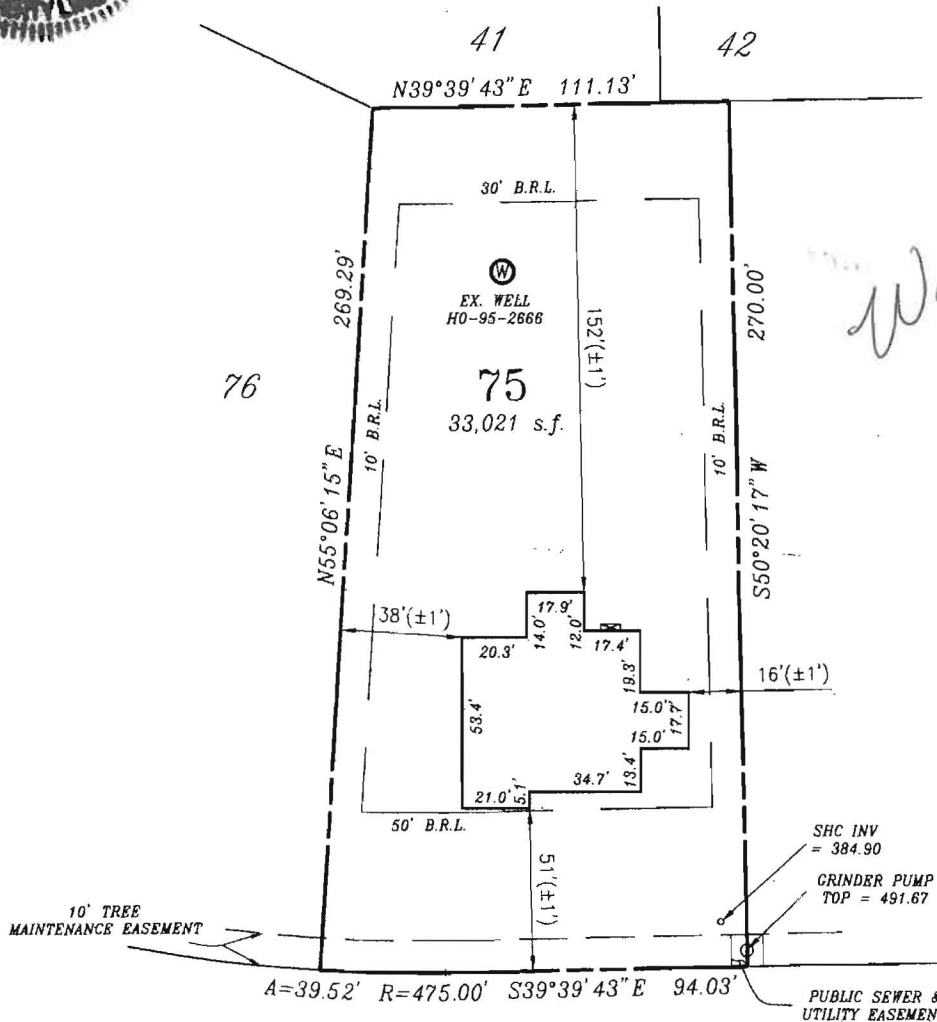 41
42
N39°39'43"E 111.13'
30' B.R.L.
269.29'
270.00'
W
EX. WELL
HO-95-2666
152'(±1')
75
33,021 s.f.
76
10' B.R.L.
10' B.R.L.
N55°06'15"E
S50°20'17"W
38'(±1')
17.9'
14.0'
12.0'
20.3'
17.4'
19.3'
16'(±1')
15.0'
17.7'
15.0'
53.4'
13.4'
34.7'
21.0'
5.1'
50' B.R.L.
51'(±1')
SHC INV
= 384.90
GRINDER PUMP
TOP = 491.67
10' TREE
MAINTENANCE EASEMENT
A=39.52' R=475.00' S39°39'43"E 94.03'
PUBLIC SEWER &
UTILITY EASEMEN